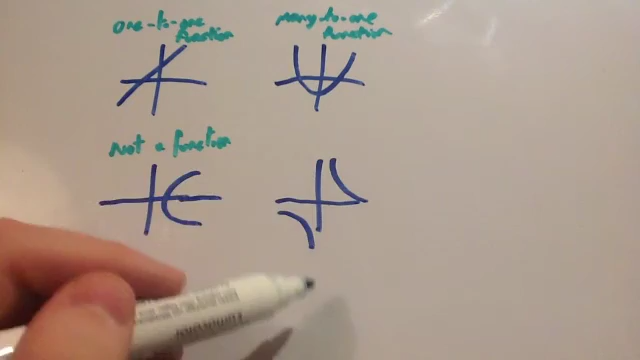 one-to-one
function
many-to-one
function
Not a function